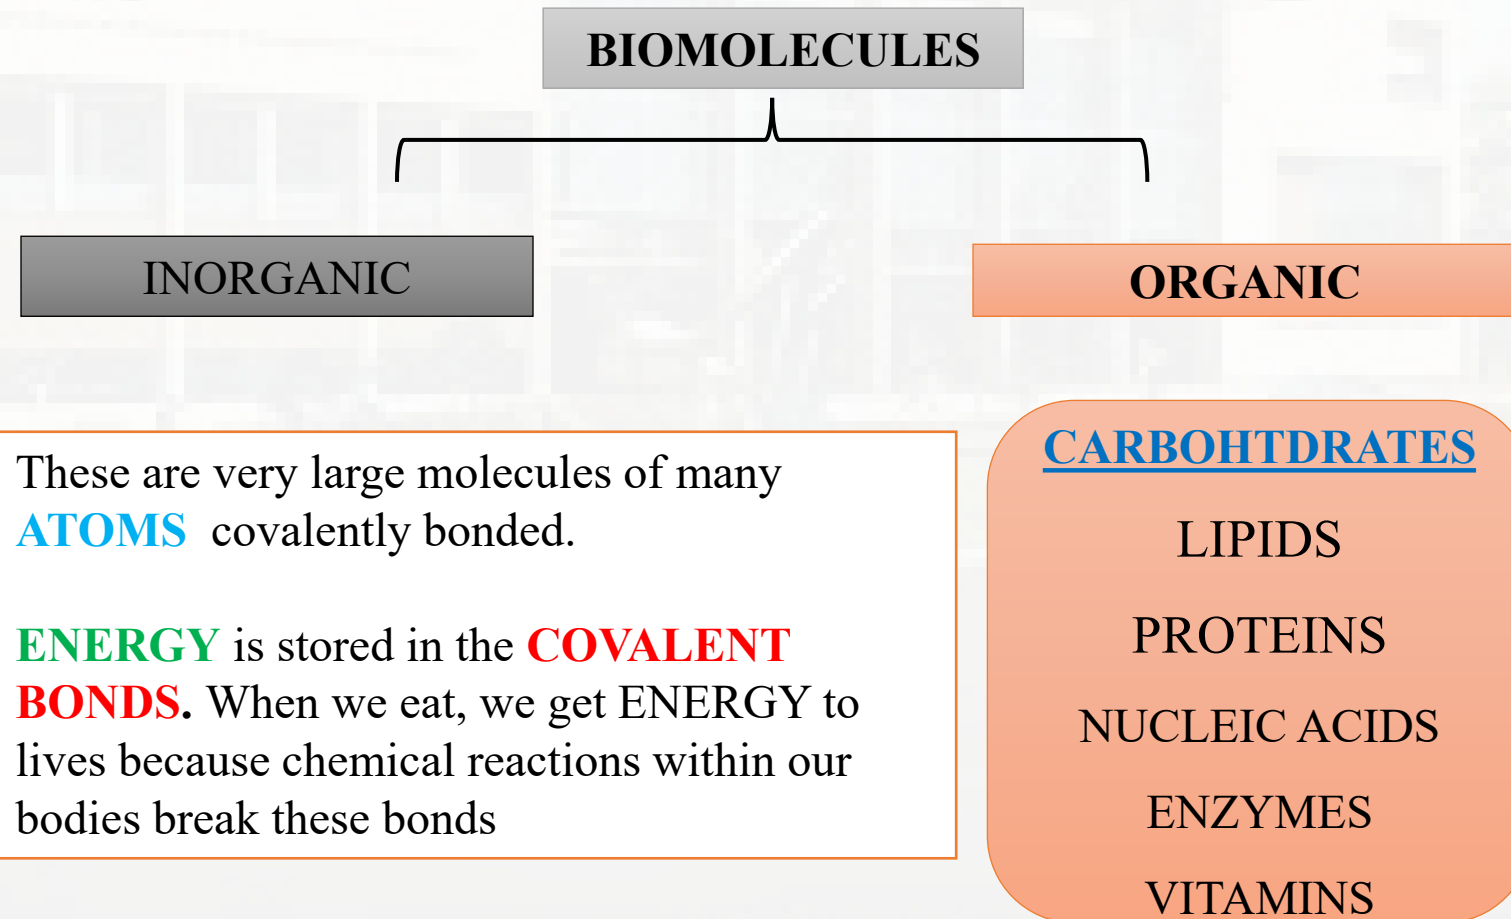 BIOMOLECULES
INORGANIC
ORGANIC
These are very large molecules of many
ATOMS covalently bonded.
ENERGY is stored in the COVALENT
BONDS. When we eat, we get ENERGY to
lives because chemical reactions within our
bodies break these bonds
CARBOHTDRATES
LIPIDS
PROTEINS
NUCLEIC ACIDS
ENZYMES
VITAMINS